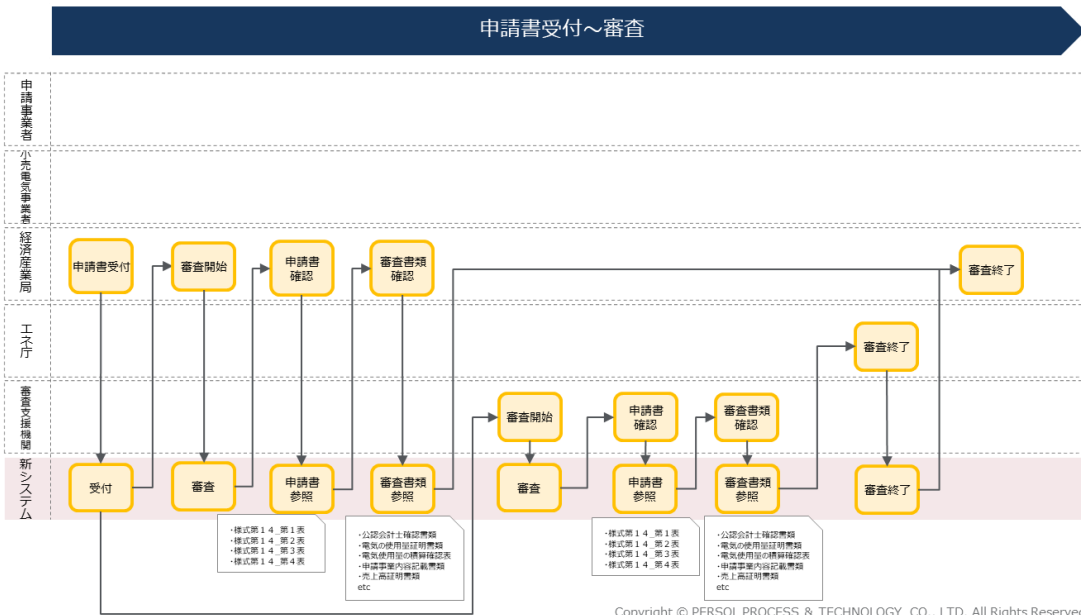 申請書受付～審査
申請事業者
小売電気事業者
経済産業局
申請書受付
審査開始
申請書
確認
審査書類
確認
審査終了
エネ庁
審査終了
審査支援機関
審査開始
申請書
確認
審査書類
確認
新システム
受付
審査
申請書
参照
審査書類
参照
審査
申請書
参照
審査書類
参照
審査終了
・様式第１４_第１表
・様式第１４_第２表
・様式第１４_第３表
・様式第１４_第４表
・公認会計士確認書類
・電気の使用量証明書類
・電気使用量の積算確認表
・申請事業内容記載書類
・売上高証明書類
etc
・様式第１４_第１表
・様式第１４_第２表
・様式第１４_第３表
・様式第１４_第４表
・公認会計士確認書類
・電気の使用量証明書類
・電気使用量の積算確認表
・申請事業内容記載書類
・売上高証明書類
etc
Copyright © PERSOL PROCESS & TECHNOLOGY CO., LTD. All Rights Reserved